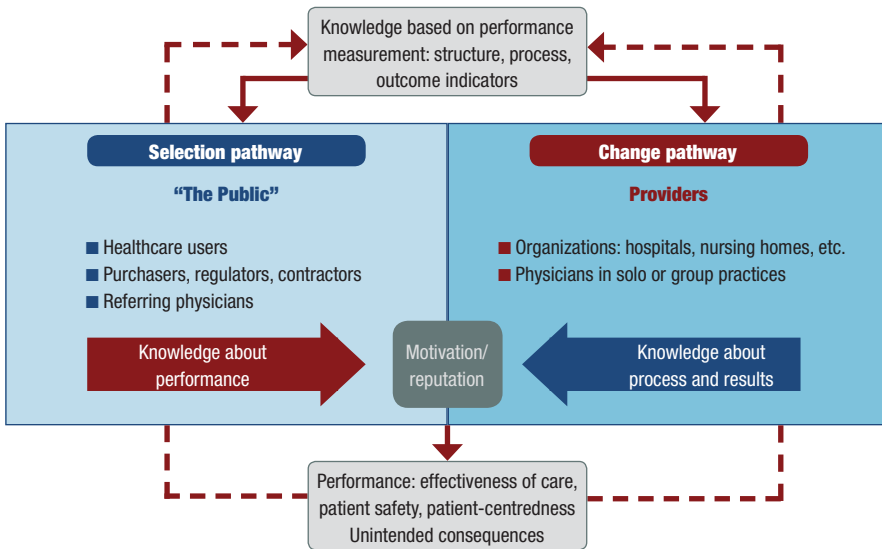 Knowledge based on performance
measurement: structure, process,
outcome indicators
Selection pathway
“The Public”
■ Healthcare users
■ Purchasers, regulators, contractors
■ Referring physicians
Change pathway
Providers
■ Organizations: hospitals, nursing homes, etc.
■ Physicians in solo or group practices
Knowledge about
performance
Motivation/
reputation
Knowledge about
process and results
Performance: effectiveness of care,
patient safety, patient-centredness
Unintended consequences